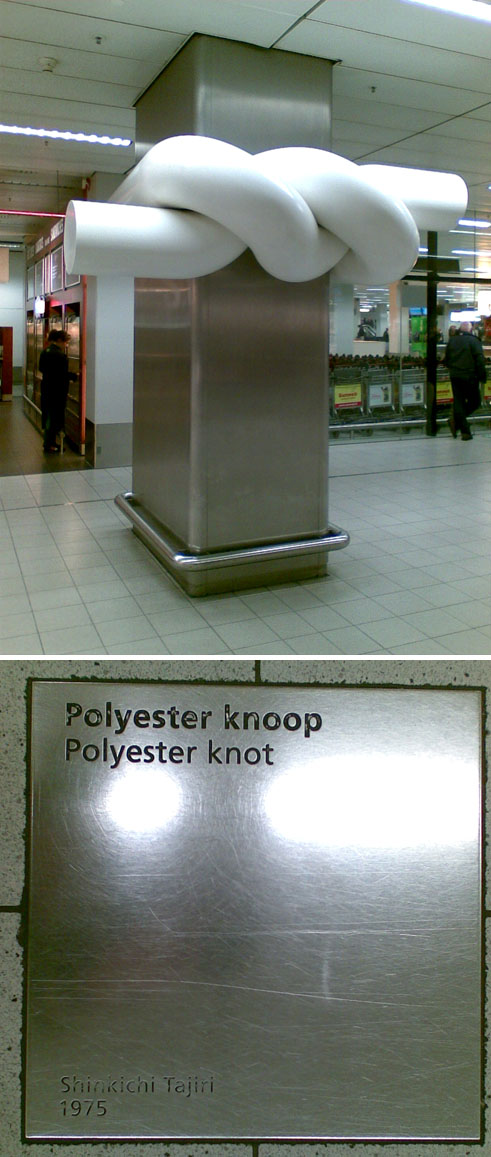 Polyester knoop
Polyester knot
Shinkichi Tajiri
1975